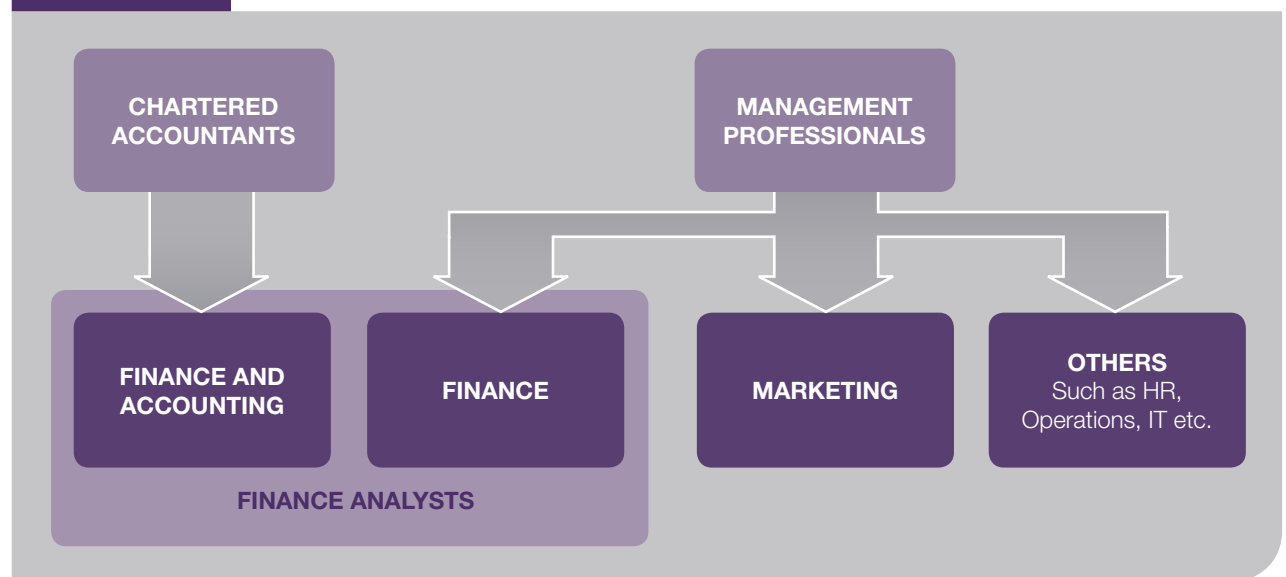 CHARTERED
ACCOUNTANTS
MANAGEMENT
PROFESSIONALS
FINANCE AND
ACCOUNTING
FINANCE
MARKETING
OTHERS
Such as HR,
Operations, IT etc.
FINANCE ANALYSTS